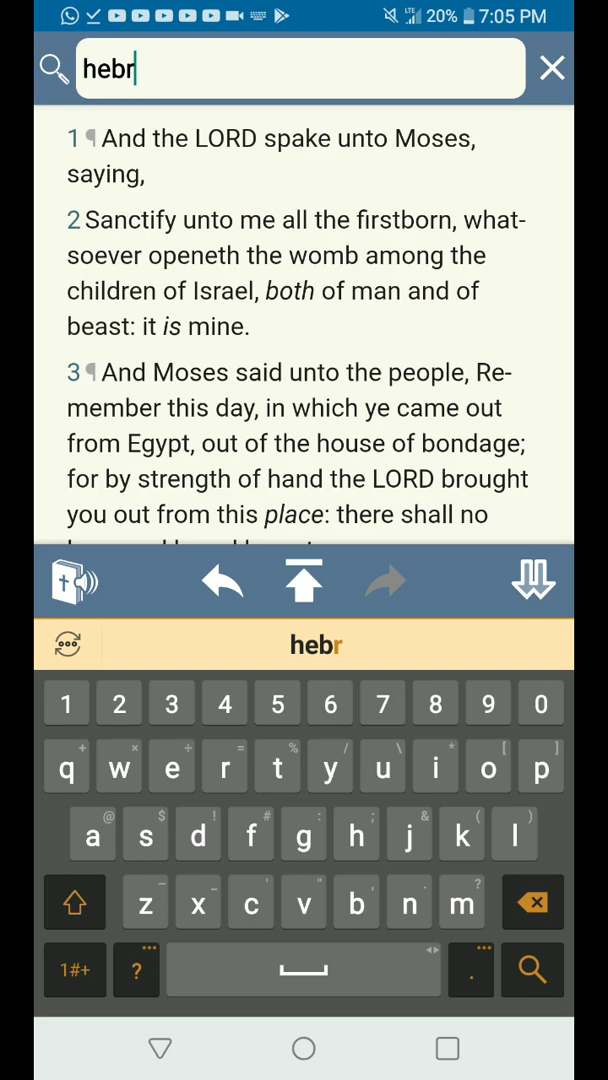 LTE 20% 7:05 PM
hebr
1 ¶ And the LORD spake unto Moses,
saying,
2 Sanctify unto me all the firstborn, what-
soever openeth the womb among the
children of Israel, both of man and of
beast: it is mine.
3 ¶ And Moses said unto the people, Re-
member this day, in which ye came out
from Egypt, out of the house of bondage;
for by strength of hand the LORD brought
you out from this place: there shall no
hebr
1 2 3 4 5 6 7 8 9 0
+ × ÷ = % / \ * [ ]
q w e r t y u i o p
@ $ ! # : ; & ( )
a s d f g h j k l
- _ ' " , . ?
z x c v b n m
1#+ ? .